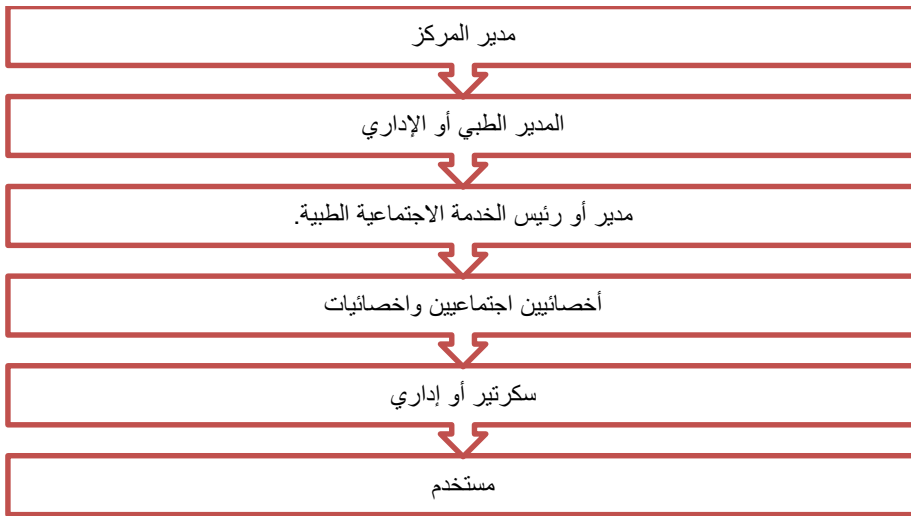 مدير المركز
المدير الطبي أو الإداري
مدير أو رئيس الخدمة الاجتماعية الطبية.
أخصائيين اجتماعيين واخصائيات
سكرتير أو إداري
مستخدم